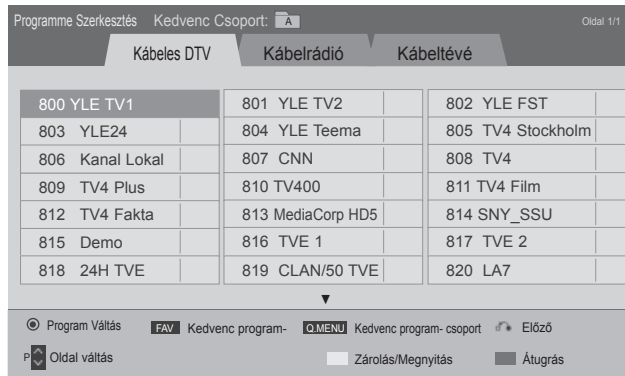 Programme Szerkesztés Kedvenc Csoport: A Oldal 1/1
Kábeles DTV Kábelrádió Kábeltévé
800 YLE TV1 801 YLE TV2 802 YLE FST
803 YLE24 804 YLE Teema 805 TV4 Stockholm
806 Kanal Lokal 807 CNN 808 TV4
809 TV4 Plus 810 TV400 811 TV4 Film
812 TV4 Fakta 813 MediaCorp HD5 814 SNY_SSU
815 Demo 816 TVE 1 817 TVE 2
818 24H TVE 819 CLAN/50 TVE 820 LA7
Program Váltás FAV Kedvenc program- Q.MENU Kedvenc program- csoport Előző
P Oldal váltás Zárolás/Megnyitás Átugrás